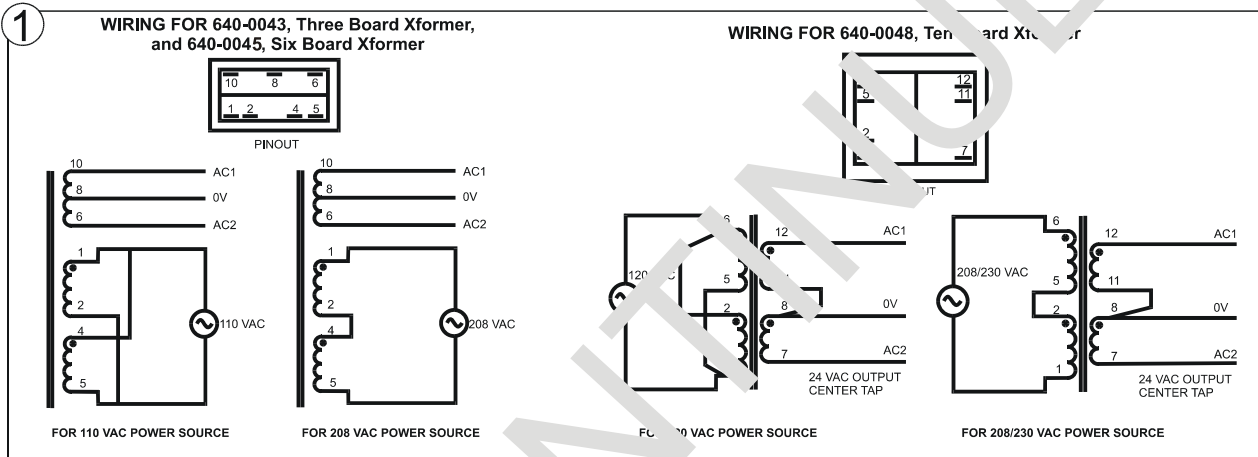 1
WIRING FOR 640-0043, Three Board Xformer,
and 640-0045, Six Board Xformer
10 8 6
1 2 4 5
PINOUT
10
AC1
8
0V
6
AC2
1
2
4
5
110 VAC
FOR 110 VAC POWER SOURCE
10
AC1
8
0V
6
AC2
1
2
4
5
208 VAC
FOR 208 VAC POWER SOURCE
WIRING FOR 640-0048,
12
5 11
2
7
6
12
AC1
5
2
8
0V
7
AC2
24 VAC OUTPUT
CENTER TAP
VAC POWER SOURCE
6
12
AC1
208/230 VAC
5
11
2
8
0V
1
7
AC2
24 VAC OUTPUT
CENTER TAP
FOR 208/230 VAC POWER SOURCE